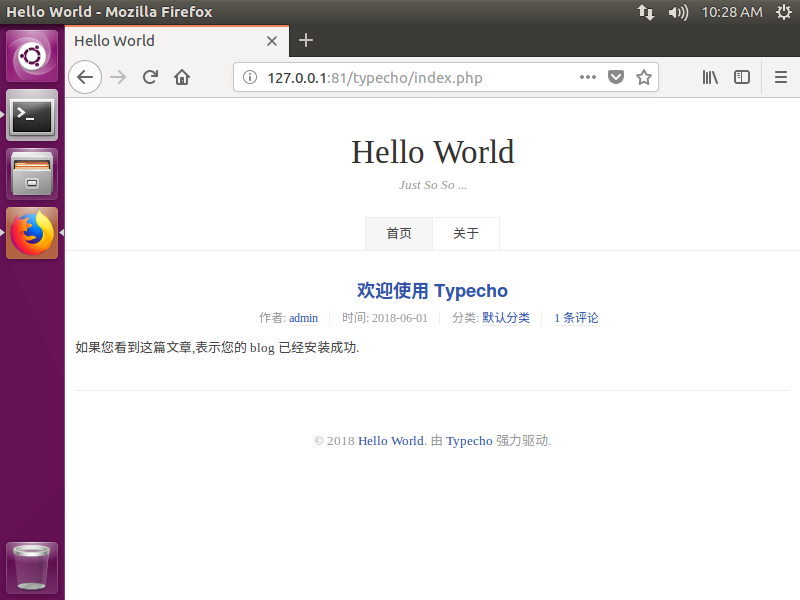 Hello World - Mozilla Firefox
10:28 AM
Hello World
127.0.0.1:81/typecho/index.php
Hello World
Just So So ...
首页 关于
欢迎使用 Typecho
作者: admin 时间: 2018-06-01 分类: 默认分类 1 条评论
如果您看到这篇文章,表示您的 blog 已经安装成功.
© 2018 Hello World. 由 Typecho 强力驱动.